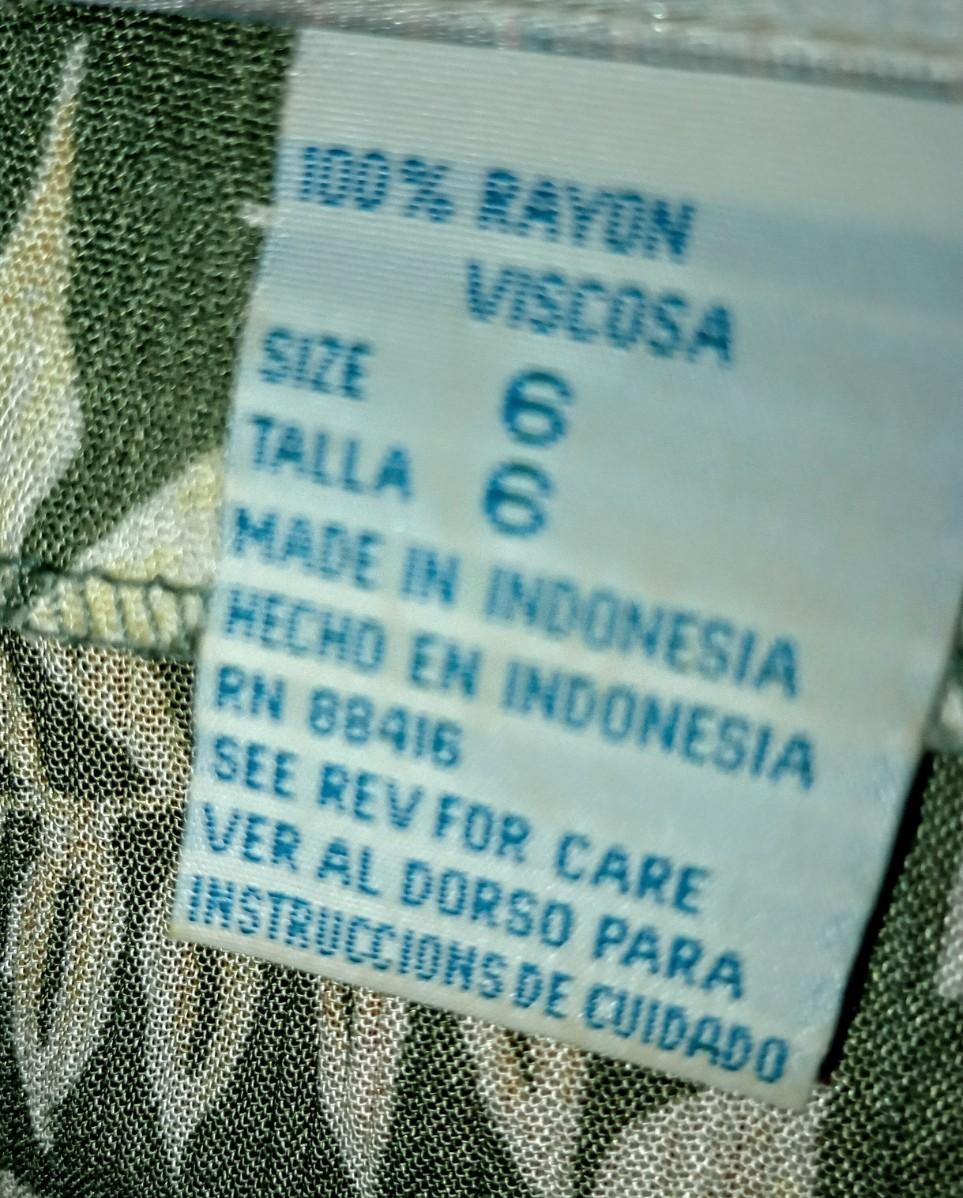 100% RAYON
VISCOSA
SIZE 6
TALLA 6
MADE IN INDONESIA
HECHO EN INDONESIA
RN 88416
SEE REV FOR CARE
VER AL DORSO PARA
INSTRUCCIONS DE CUIDADO